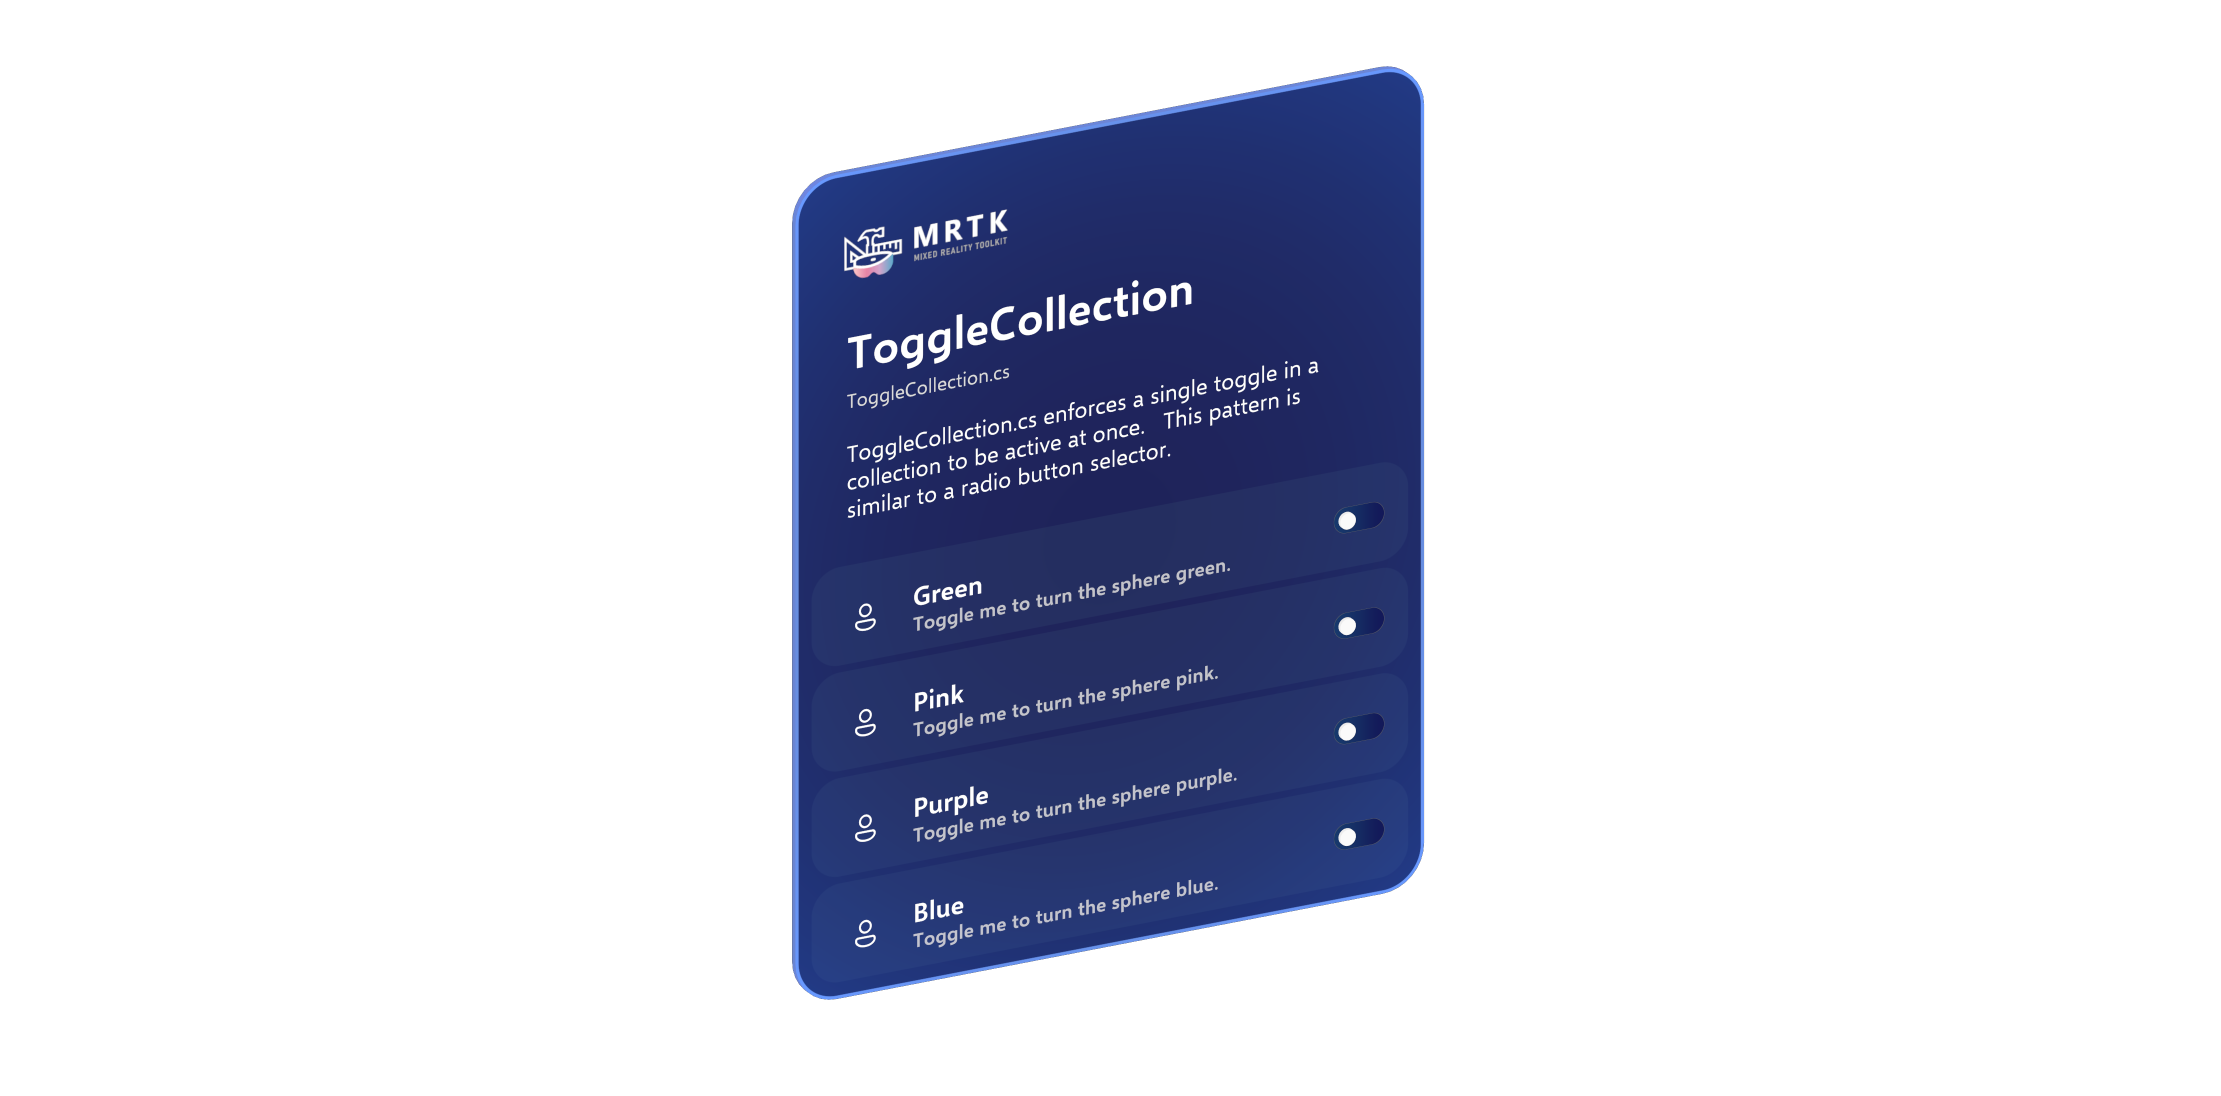 MRTK
MIXED REALITY TOOLKIT
ToggleCollection
ToggleCollection.cs
ToggleCollection.cs enforces a single toggle in a
collection to be active at once.   This pattern is
similar to a radio button selector.
Green
Toggle me to turn the sphere green.
Pink
Toggle me to turn the sphere pink.
Purple
Toggle me to turn the sphere purple.
Blue
Toggle me to turn the sphere blue.